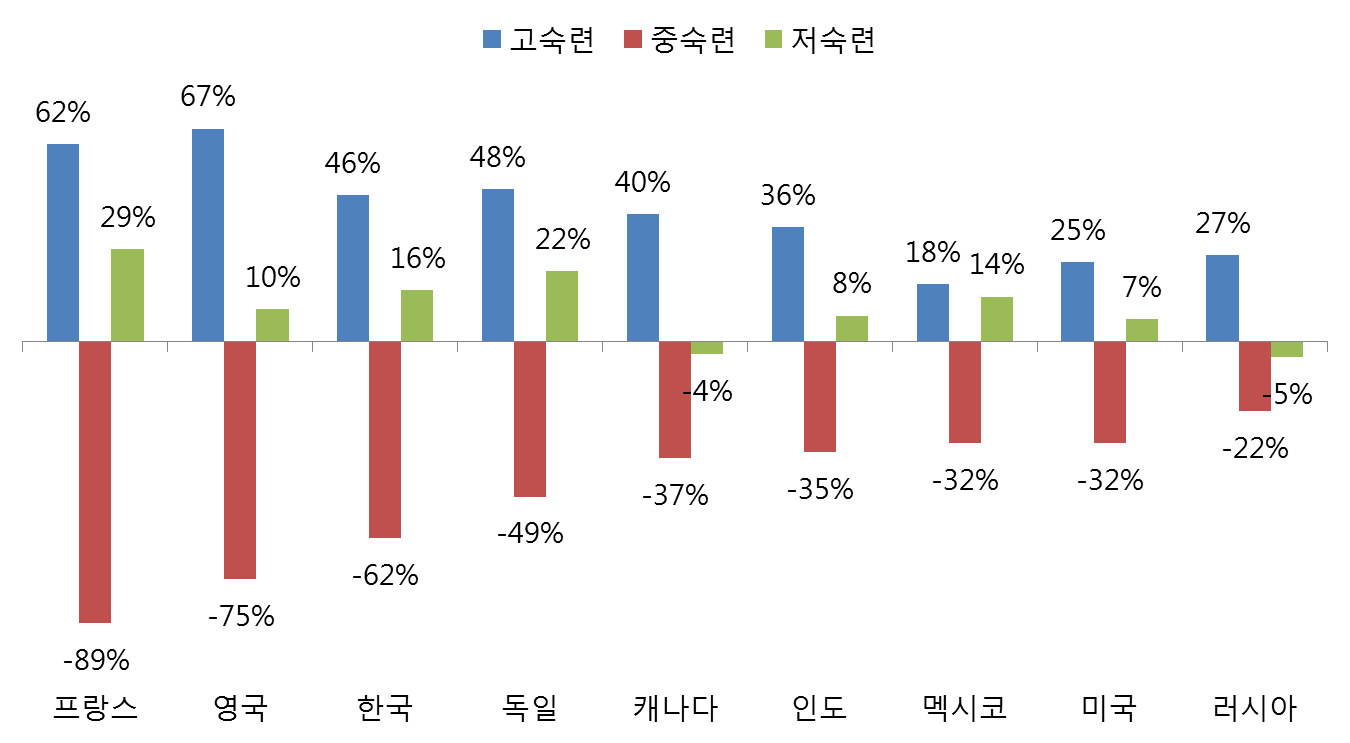 고숙련 중숙련 저숙련
62% 67% 46% 48% 40% 36% 18% 25% 27%
29% 10% 16% 22% -4% 8% 14% 7% -5%
-89% -75% -62% -49% -37% -35% -32% -32% -22%
프랑스 영국 한국 독일 캐나다 인도 멕시코 미국 러시아